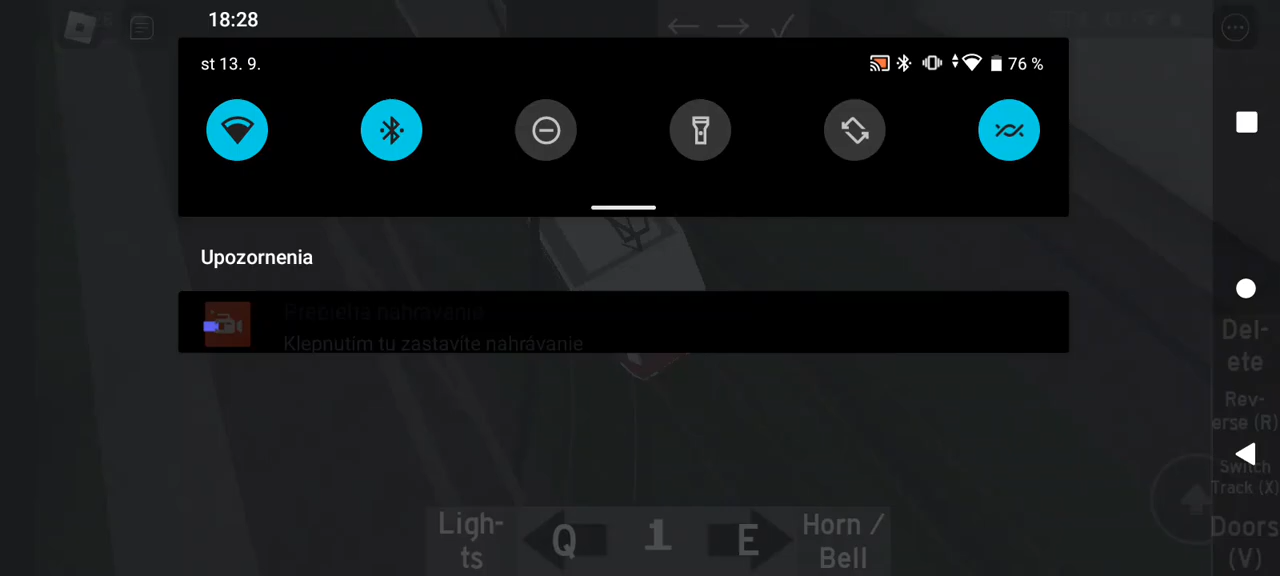 18:28
st 13. 9.
76 %
Upozornenia
Prebieha nahrávanie
Klepnutím tu zastavíte nahrávanie
Del-
ete
Rev-
erse (R)
Switch
Track (X)
Doors
(V)
Ligh-
ts
Q
1
E
Horn /
Bell